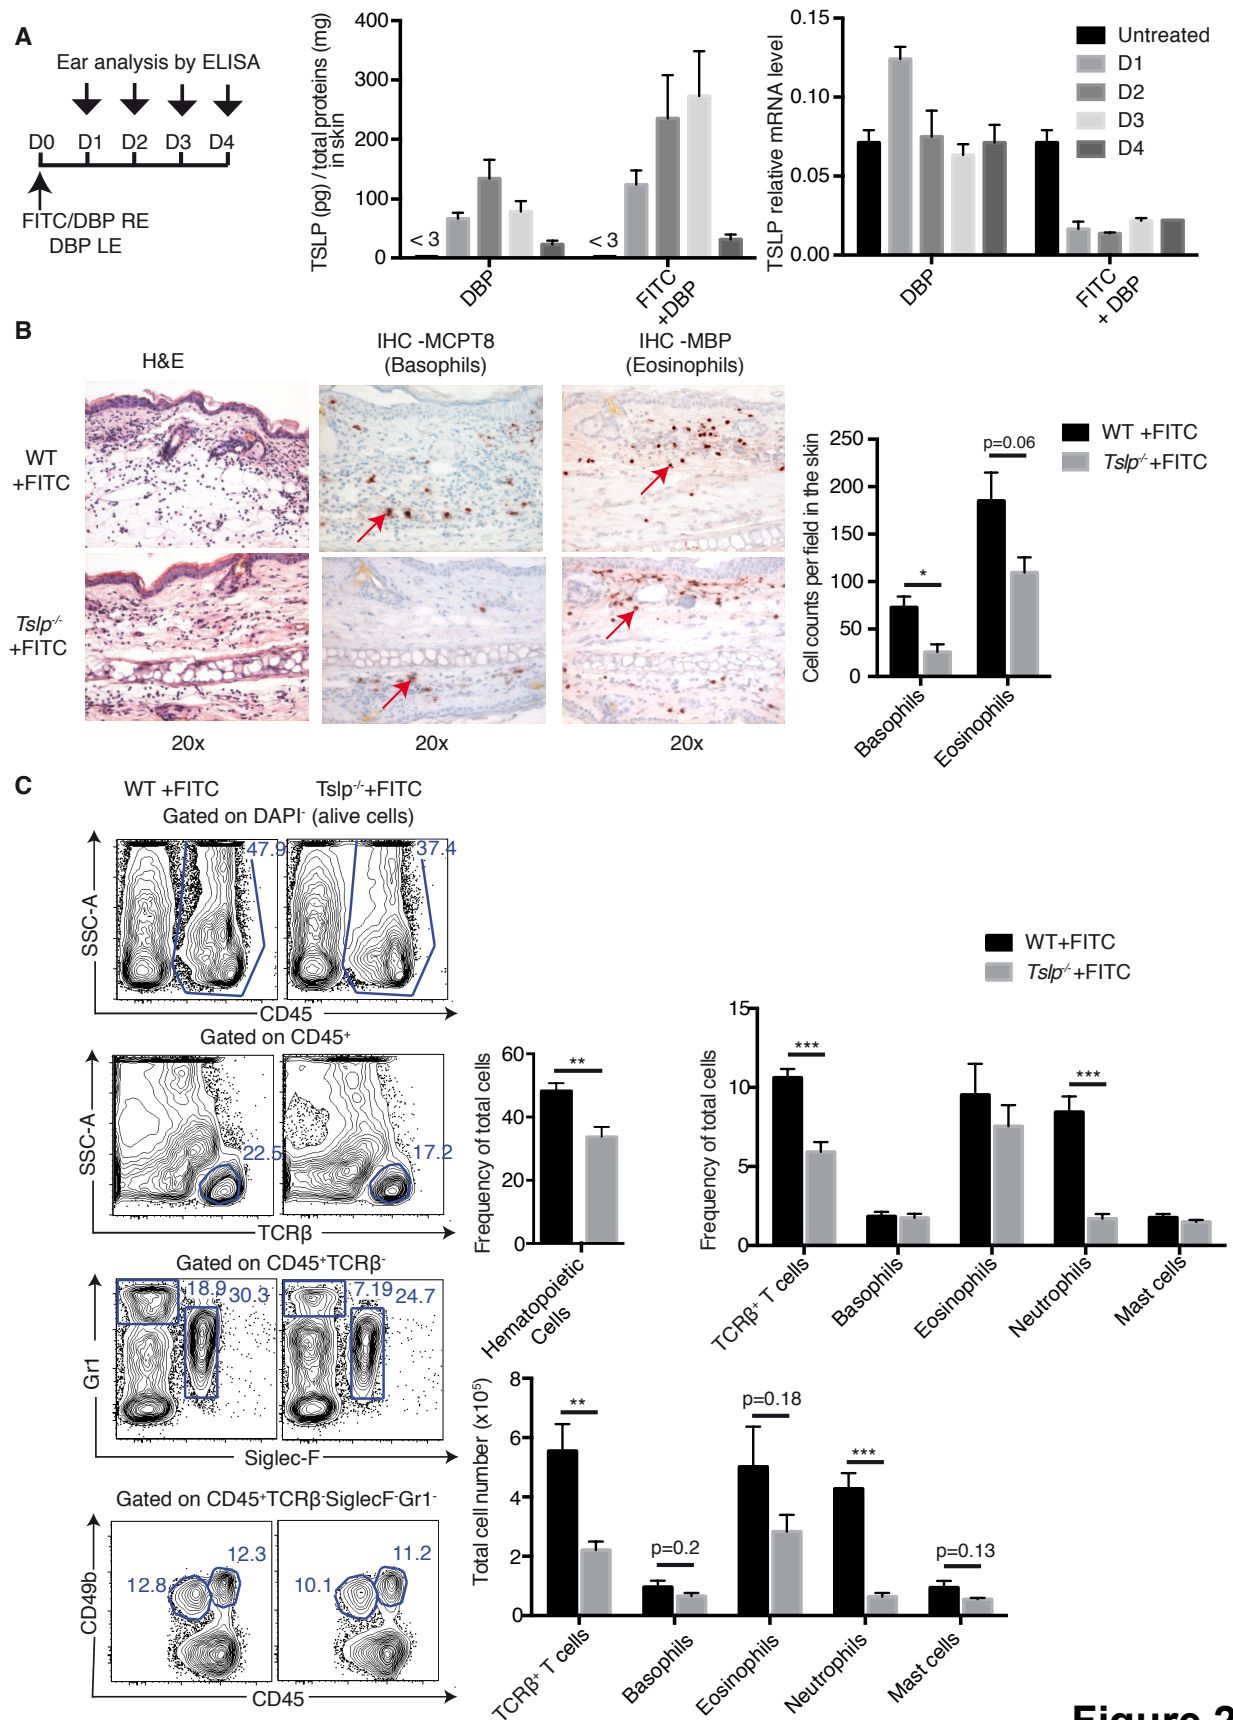 A
Ear analysis by ELISA
D0 D1 D2 D3 D4
FITC/DBP RE
DBP LE
TSLP (pg) / total proteins (mg)
in skin
400
300
200
100
0
< 3
< 3
DBP
FITC
+DBP
TSLP relative mRNA level
0.15
0.10
0.05
0.00
DBP
FITC
+ DBP
Untreated
D1
D2
D3
D4
B
H&E
IHC -MCPT8
(Basophils)
IHC -MBP
(Eosinophils)
WT
+FITC
Tslp-/-
+FITC
20x
20x
20x
Cell counts per field in the skin
250
200
150
100
50
0
*
p=0.06
Basophils
Eosinophils
WT +FITC
Tslp-/-+FITC
C
WT +FITC
Tslp-/-+FITC
Gated on DAPI- (alive cells)
47.9
37.4
SSC-A
CD45
Gated on CD45+
22.5
17.2
SSC-A
TCRβ
Gated on CD45+TCRβ-
18.9
30.3
7.19
24.7
Gr1
Siglec-F
Gated on CD45+TCRβ-SiglecF-Gr1-
12.8
12.3
10.1
11.2
CD49b
CD45
Frequency of total cells
60
40
20
0
**
Hematopoietic
Cells
WT+FITC
Tslp-/-+FITC
Frequency of total cells
15
10
5
0
***
***
TCRβ+ T cells
Basophils
Eosinophils
Neutrophils
Mast cells
Total cell number (x10⁵)
8
6
4
2
0
**
p=0.2
p=0.18
***
p=0.13
TCRβ+ T cells
Basophils
Eosinophils
Neutrophils
Mast cells
Figure 2